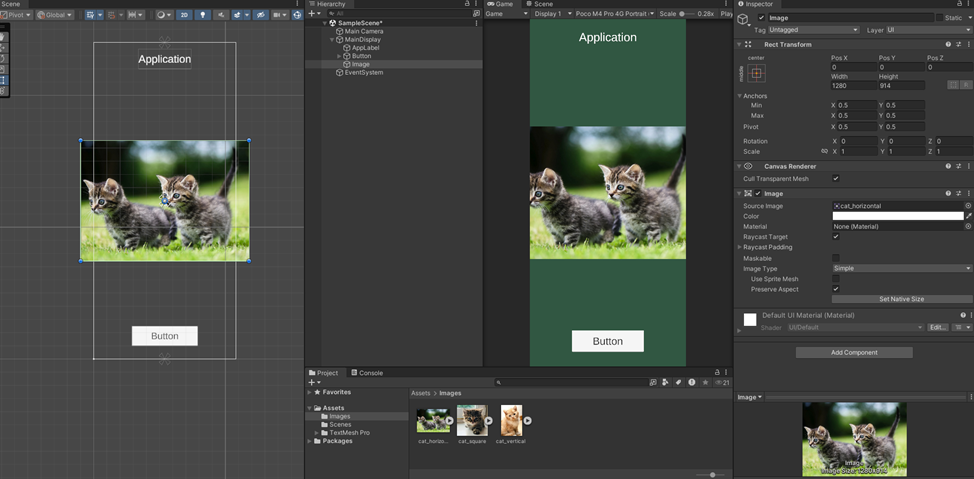 Scene
Pivot
Global
2D
Application
Button
Hierarchy
All
SampleScene*
Main Camera
MainDisplay
AppLabel
Button
Image
EventSystem
Game
Scene
Game
Display 1
Poco M4 Pro 4G Portrait
Scale
0.28x
Play
Application
Button
Project
Console
21
Favorites
Assets
Images
Scenes
TextMesh Pro
Packages
Assets > Images
cat_horizo...
cat_square
cat_vertical
Inspector
Image
Static
Tag Untagged Layer UI
Rect Transform
center
middle
Pos X Pos Y Pos Z
0 0 0
Width Height
1280 914
Anchors
Min X 0.5 Y 0.5
Max X 0.5 Y 0.5
Pivot X 0.5 Y 0.5
Rotation X 0 Y 0 Z 0
Scale X 1 Y 1 Z 1
Canvas Renderer
Cull Transparent Mesh
Image
Source Image cat_horizontal
Color
Material None (Material)
Raycast Target
Raycast Padding
Maskable
Image Type Simple
Use Sprite Mesh
Preserve Aspect
Set Native Size
Default UI Material (Material)
Shader UI/Default Edit...
Add Component
Image
Image
Image Size: 1280x914